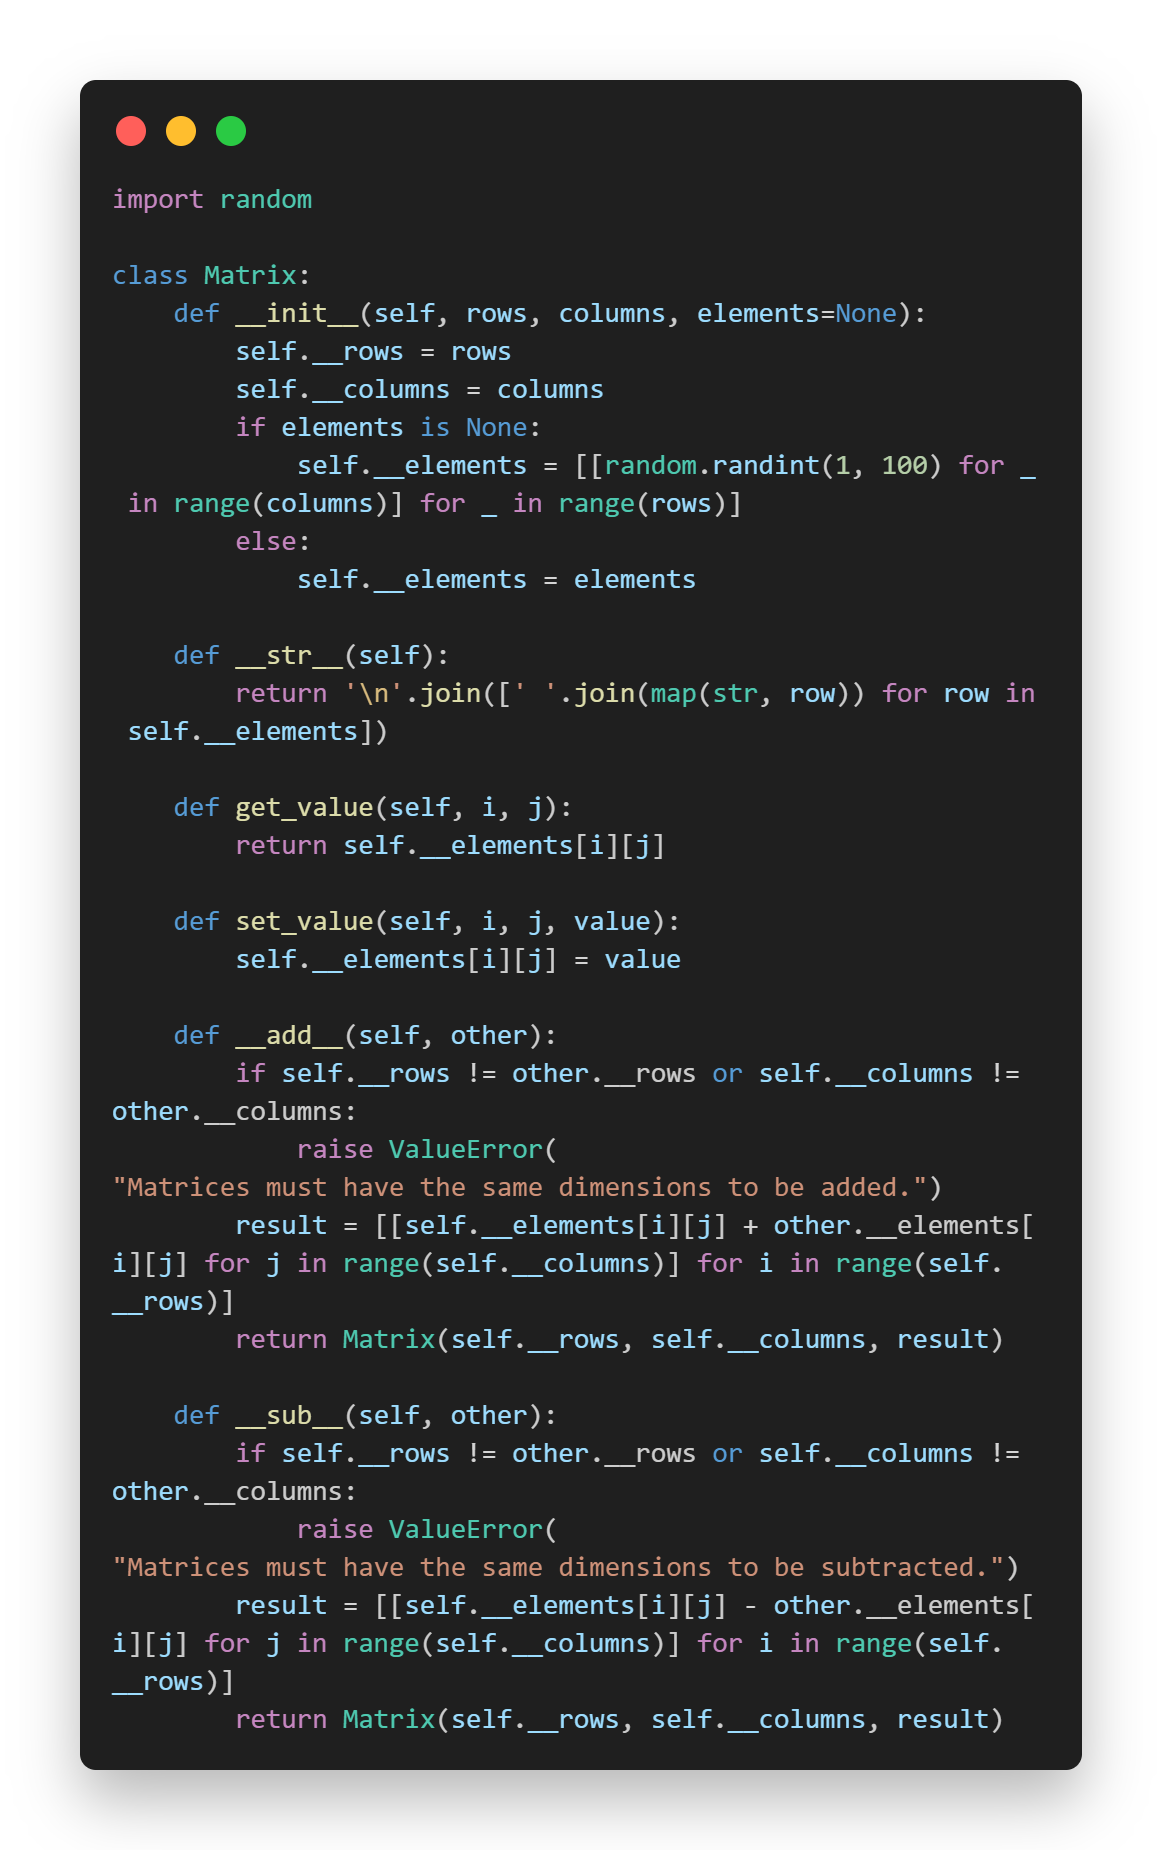 import random

class Matrix:
    def __init__(self, rows, columns, elements=None):
        self.__rows = rows
        self.__columns = columns
        if elements is None:
            self.__elements = [[random.randint(1, 100) for _
 in range(columns)] for _ in range(rows)]
        else:
            self.__elements = elements

    def __str__(self):
        return '\n'.join([' '.join(map(str, row)) for row in
 self.__elements])

    def get_value(self, i, j):
        return self.__elements[i][j]

    def set_value(self, i, j, value):
        self.__elements[i][j] = value

    def __add__(self, other):
        if self.__rows != other.__rows or self.__columns !=
other.__columns:
            raise ValueError(
"Matrices must have the same dimensions to be added.")
        result = [[self.__elements[i][j] + other.__elements[
i][j] for j in range(self.__columns)] for i in range(self.
__rows)]
        return Matrix(self.__rows, self.__columns, result)

    def __sub__(self, other):
        if self.__rows != other.__rows or self.__columns !=
other.__columns:
            raise ValueError(
"Matrices must have the same dimensions to be subtracted.")
        result = [[self.__elements[i][j] - other.__elements[
i][j] for j in range(self.__columns)] for i in range(self.
__rows)]
        return Matrix(self.__rows, self.__columns, result)